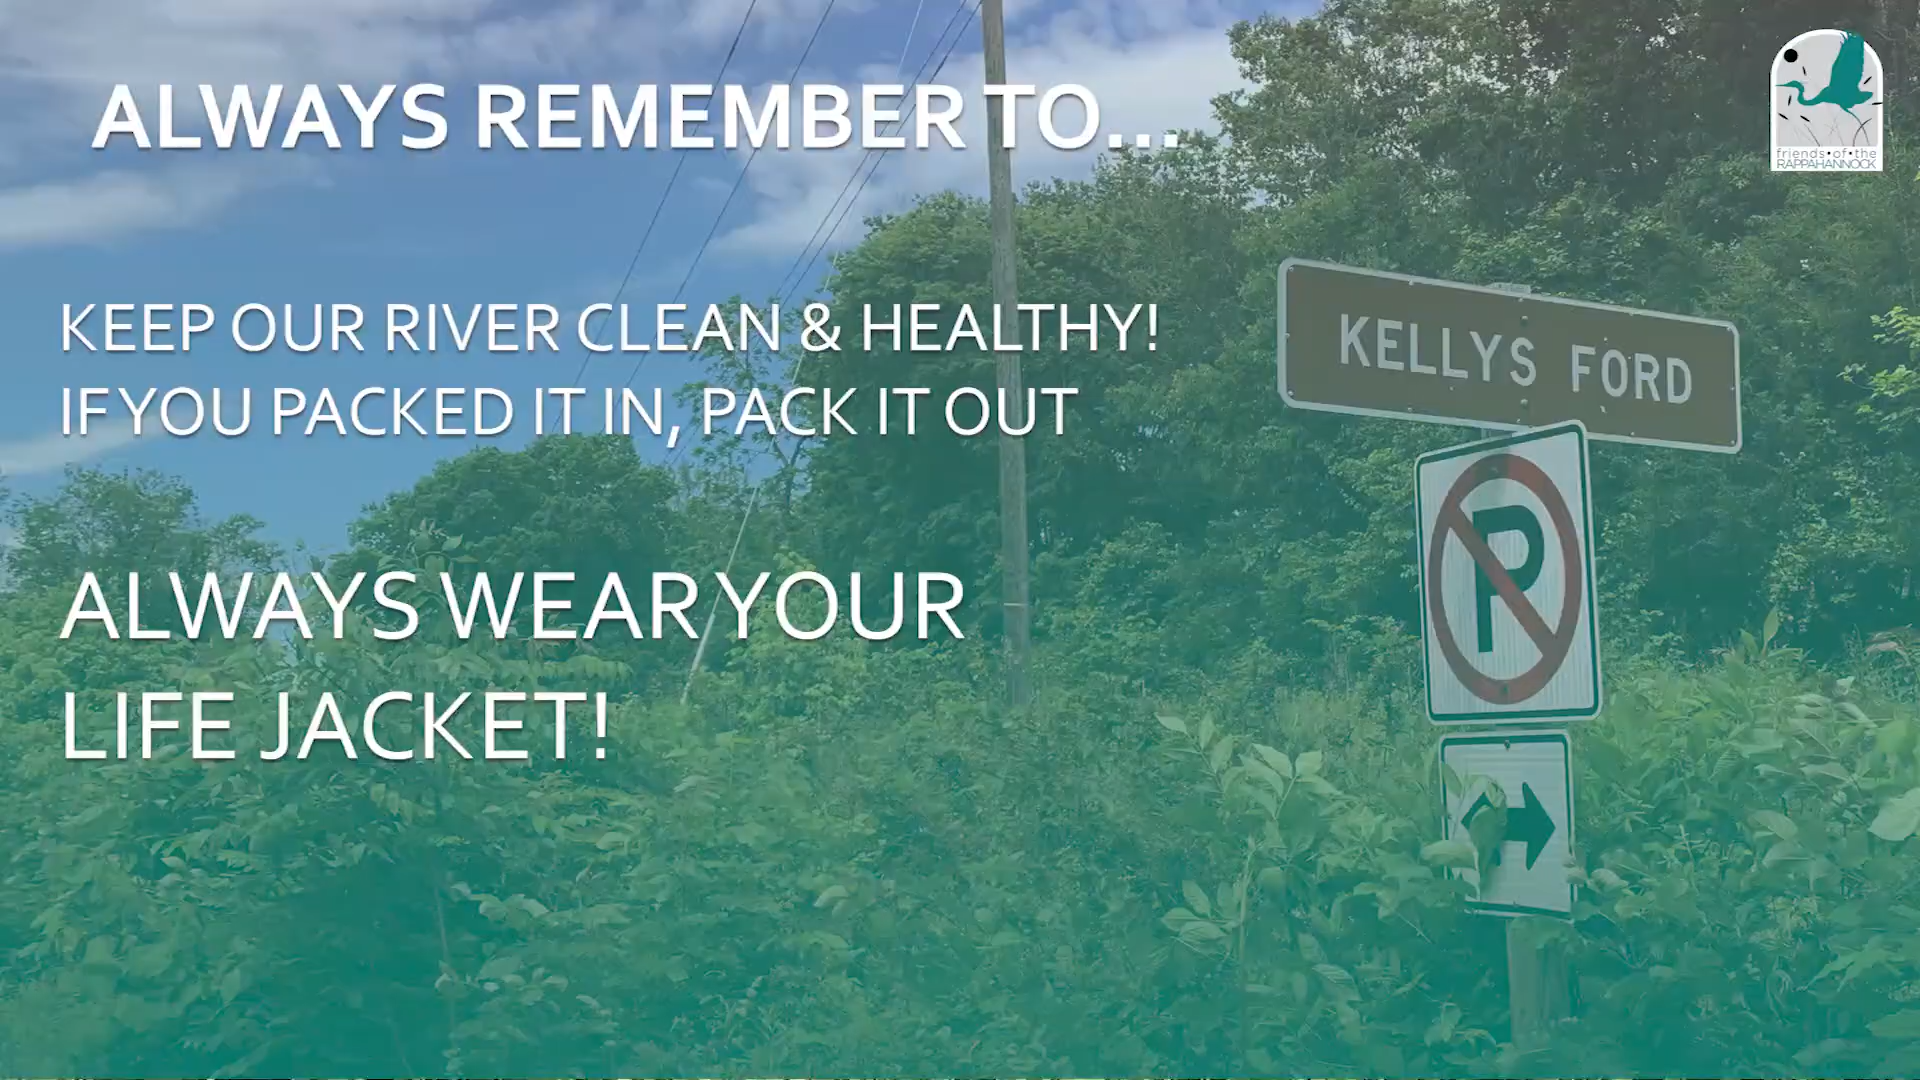 ALWAYS REMEMBER TO...
friends•of•the
RAPPAHANNOCK
KEEP OUR RIVER CLEAN & HEALTHY!
IF YOU PACKED IT IN, PACK IT OUT
KELLYS FORD
P
ALWAYS WEAR YOUR
LIFE JACKET!